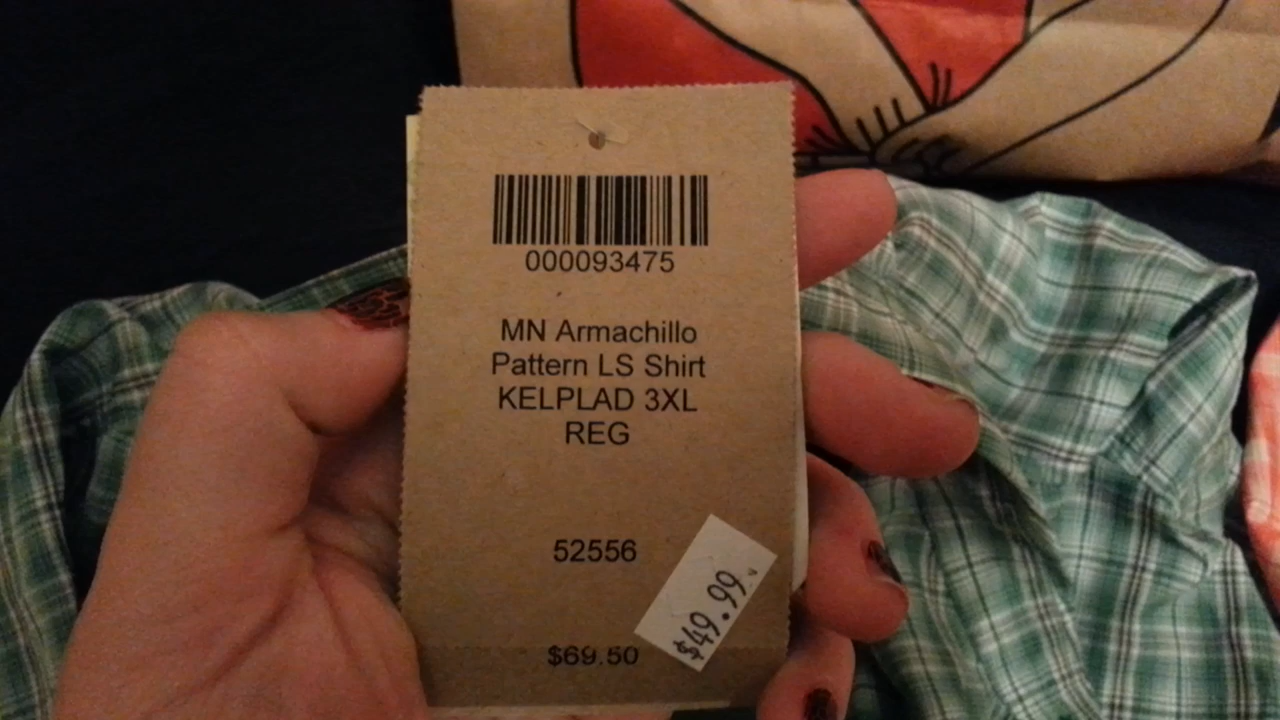 000093475
MN Armachillo
Pattern LS Shirt
KELPLAD 3XL
REG
52556
$49.99
$69.50